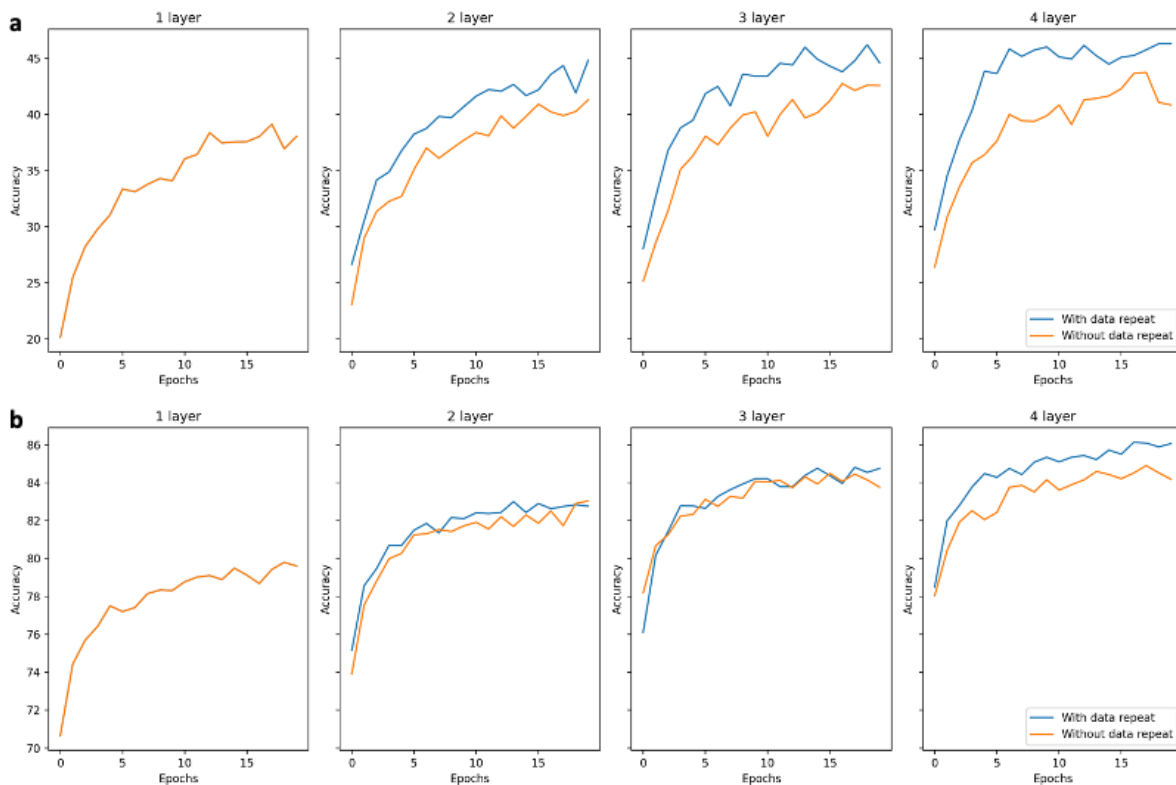 a
1 layer
2 layer
3 layer
4 layer
45
40
35
30
25
20
Accuracy
Accuracy
Accuracy
Accuracy
With data repeat
Without data repeat
0 5 10 15
0 5 10 15
0 5 10 15
0 5 10 15
Epochs
Epochs
Epochs
Epochs
b
1 layer
2 layer
3 layer
4 layer
86
84
82
80
78
76
74
72
70
Accuracy
Accuracy
Accuracy
Accuracy
With data repeat
Without data repeat
0 5 10 15
0 5 10 15
0 5 10 15
0 5 10 15
Epochs
Epochs
Epochs
Epochs